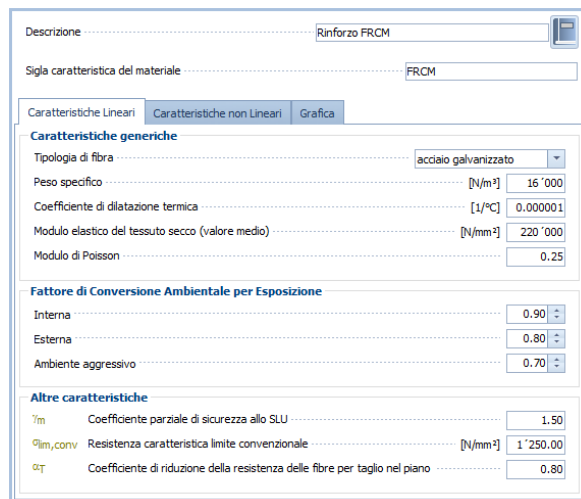 Descrizione Rinforzo FRCM
Sigla caratteristica del materiale FRCM
Caratteristiche Lineari Caratteristiche non Lineari Grafica
Caratteristiche generiche
Tipologia di fibra acciaio galvanizzato
Peso specifico [N/m³] 16´000
Coefficiente di dilatazione termica [1/°C] 0.000001
Modulo elastico del tessuto secco (valore medio) [N/mm²] 220´000
Modulo di Poisson 0.25
Fattore di Conversione Ambientale per Esposizione
Interna 0.90
Esterna 0.80
Ambiente aggressivo 0.70
Altre caratteristiche
γm Coefficiente parziale di sicurezza allo SLU 1.50
σlim,conv Resistenza caratteristica limite convenzionale [N/mm²] 1´250.00
αT Coefficiente di riduzione della resistenza delle fibre per taglio nel piano 0.80